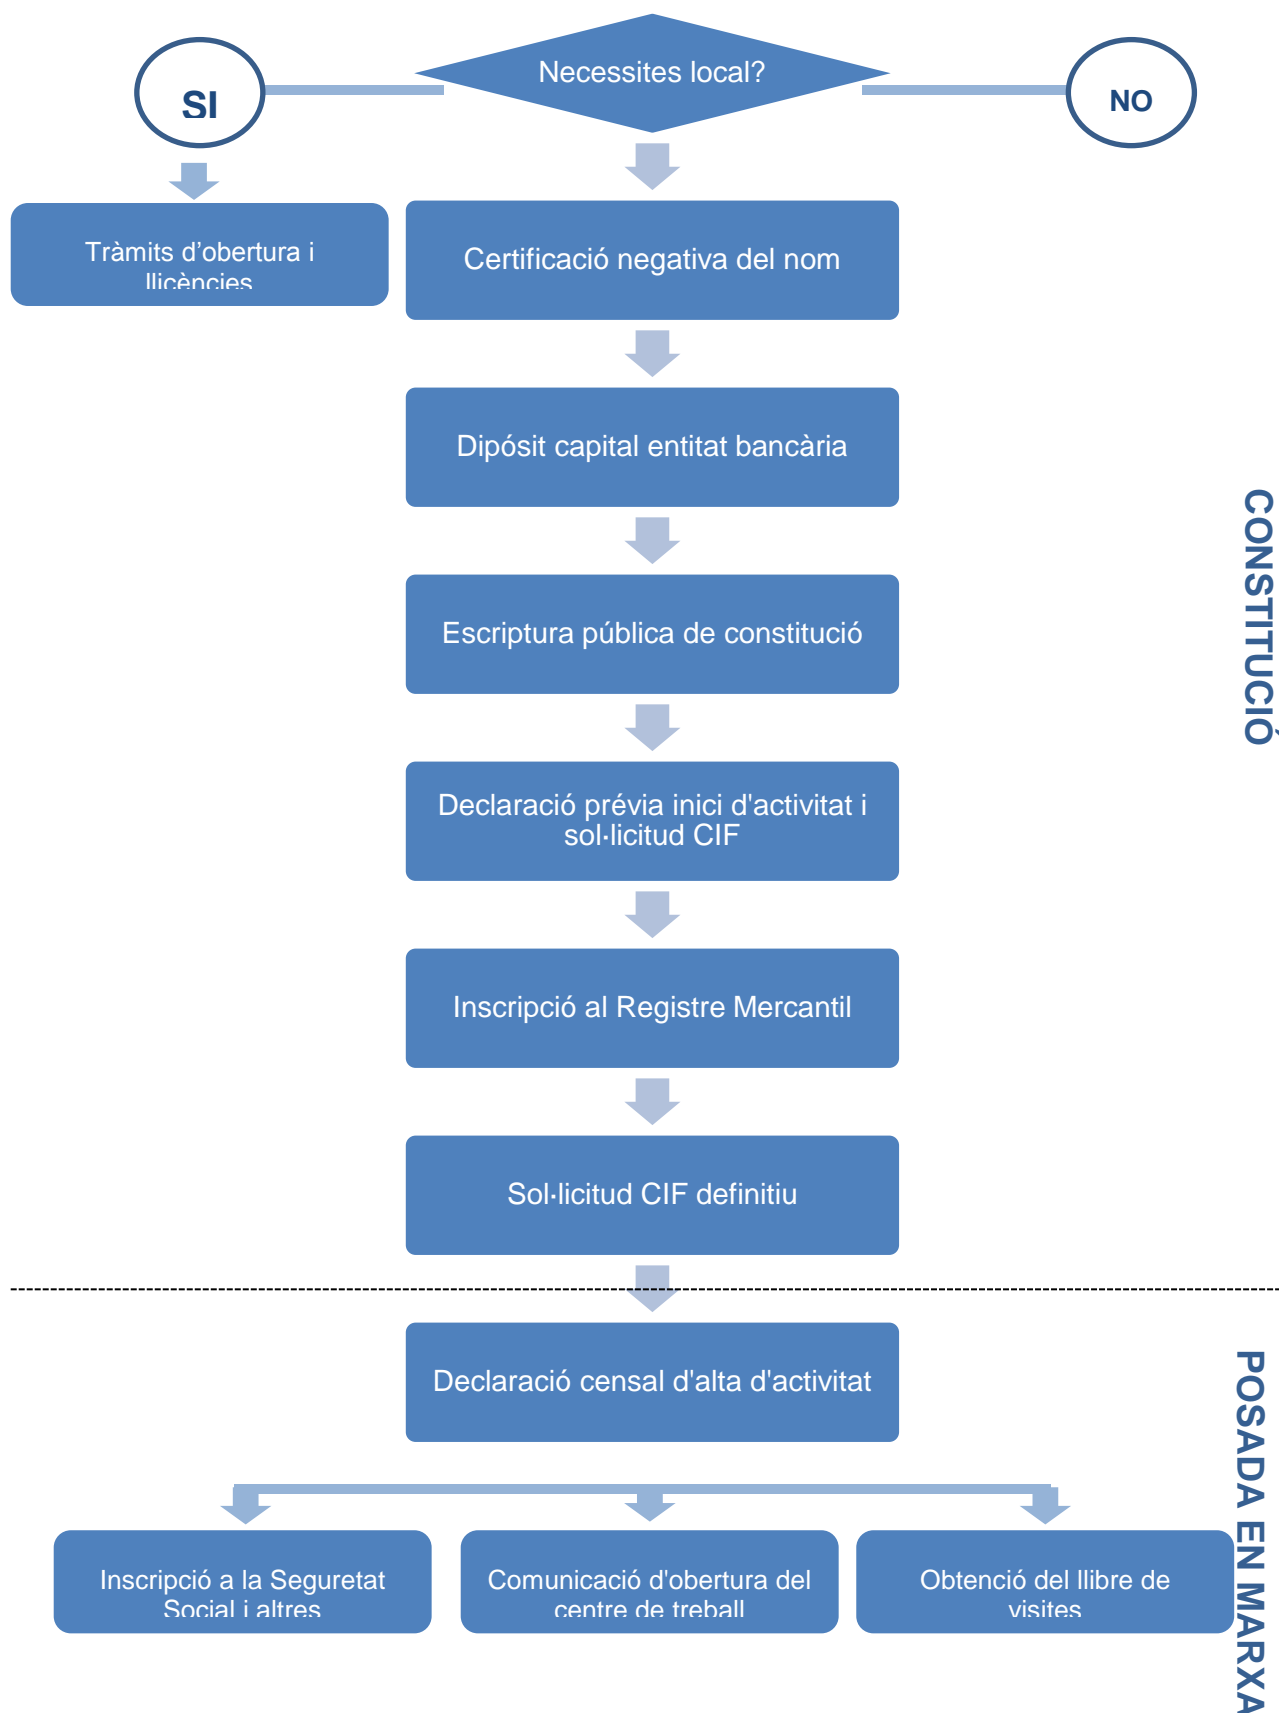 Necessites local?
SI
NO
Tràmits d’obertura i
llicències
Certificació negativa del nom
Dipósit capital entitat bancària
Escriptura pública de constitució
Declaració prévia inici d'activitat i
sol·licitud CIF
Inscripció al Registre Mercantil
Sol·licitud CIF definitiu
CONSTITUCIÓ
Declaració censal d'alta d'activitat
Inscripció a la Seguretat
Social i altres
Comunicació d'obertura del
centre de treball
Obtenció del llibre de
visites
POSADA EN MARXA